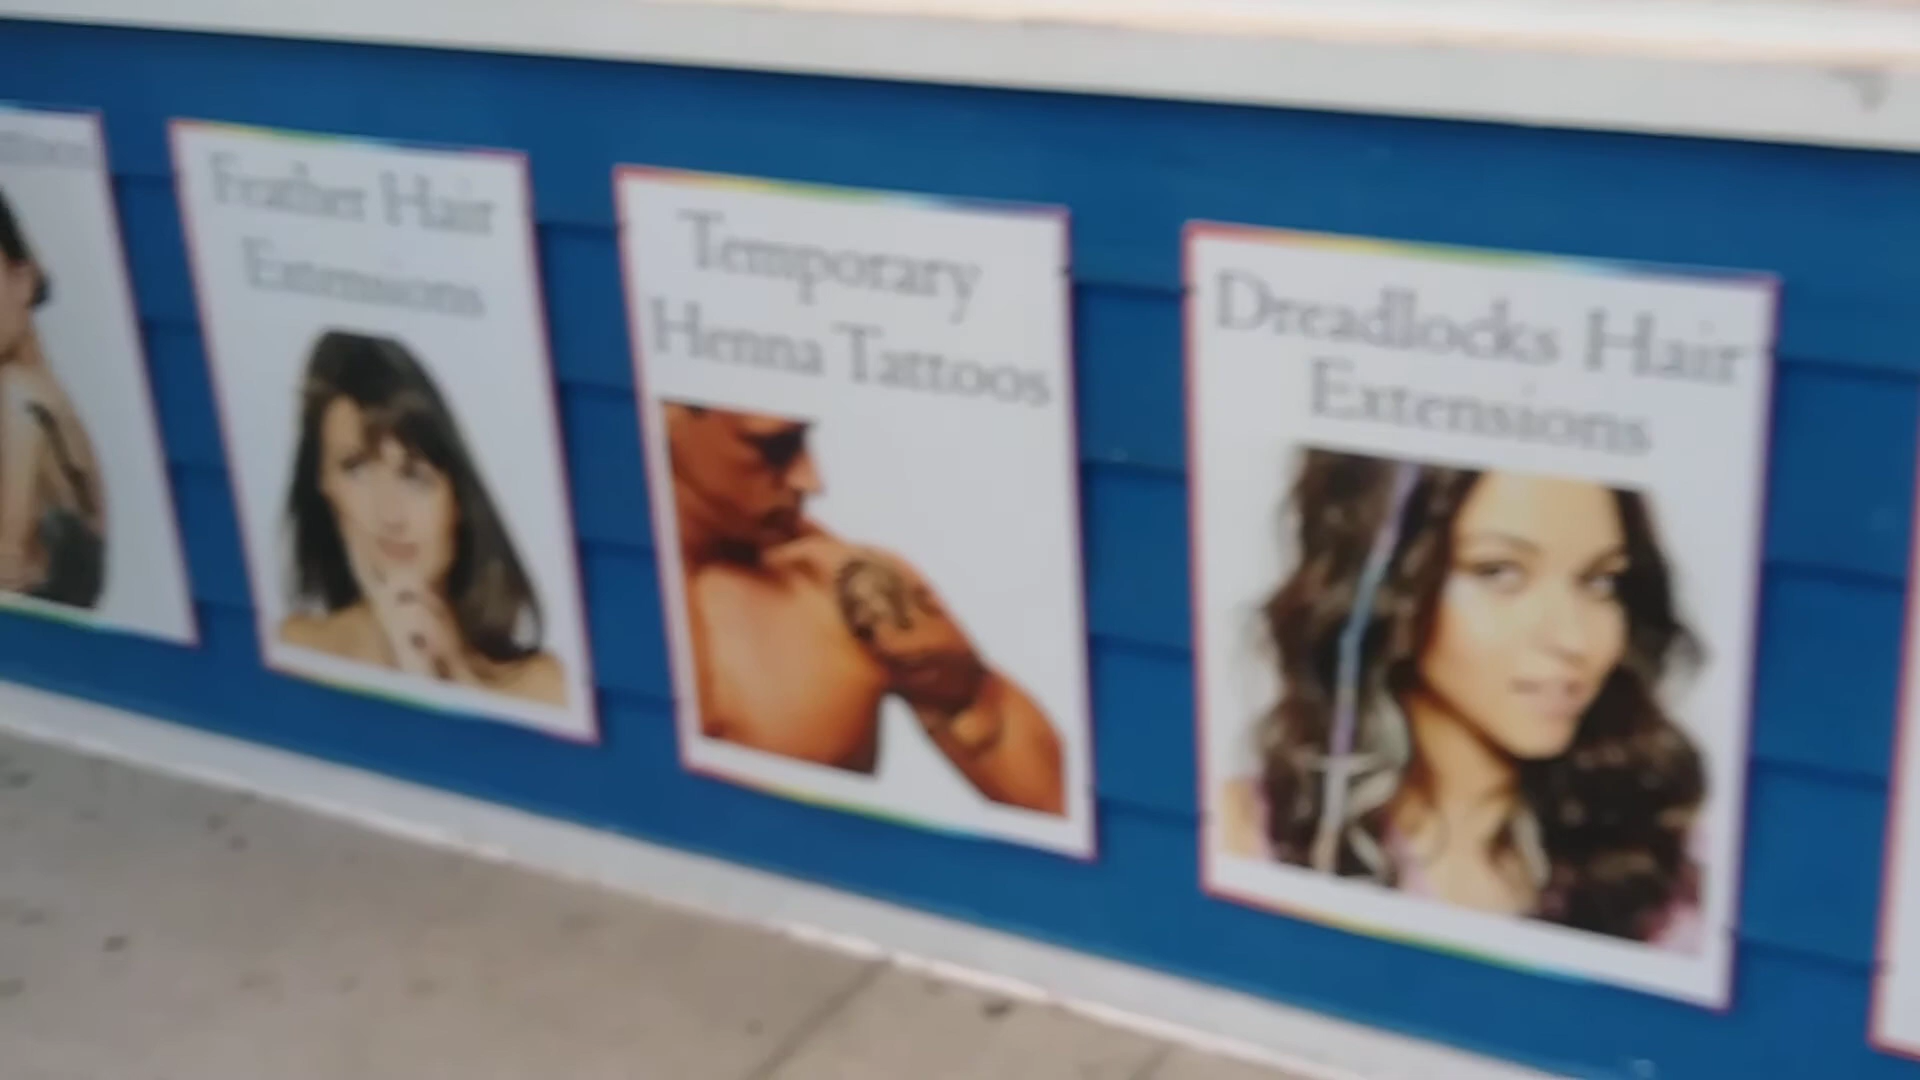 Feather Hair
Extensions
Temporary
Henna Tattoos
Dreadlocks Hair
Extensions